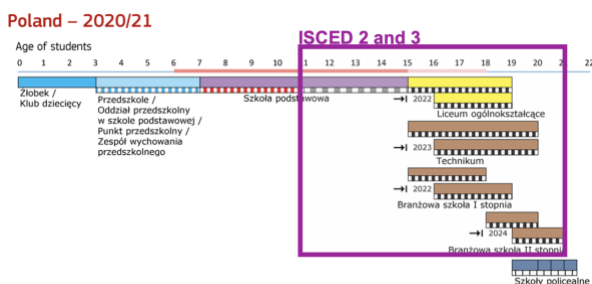 Poland – 2020/21
ISCED 2 and 3
Age of students
0 1 2 3 4 5 6 7 8 9 10 11 12 13 14 15 16 17 18 19 20 21 22
Żłobek /
Klub dziecięcy
Przedszkole /
Oddział przedszkolny
w szkole podstawowej /
Punkt przedszkolny /
Zespół wychowania
przedszkolnego
Szkoła podstawowa
2022
Liceum ogólnokształcące
2023
Technikum
2022
Branżowa szkoła I stopnia
2024
Branżowa szkoła II stopnia
Szkoły policealne